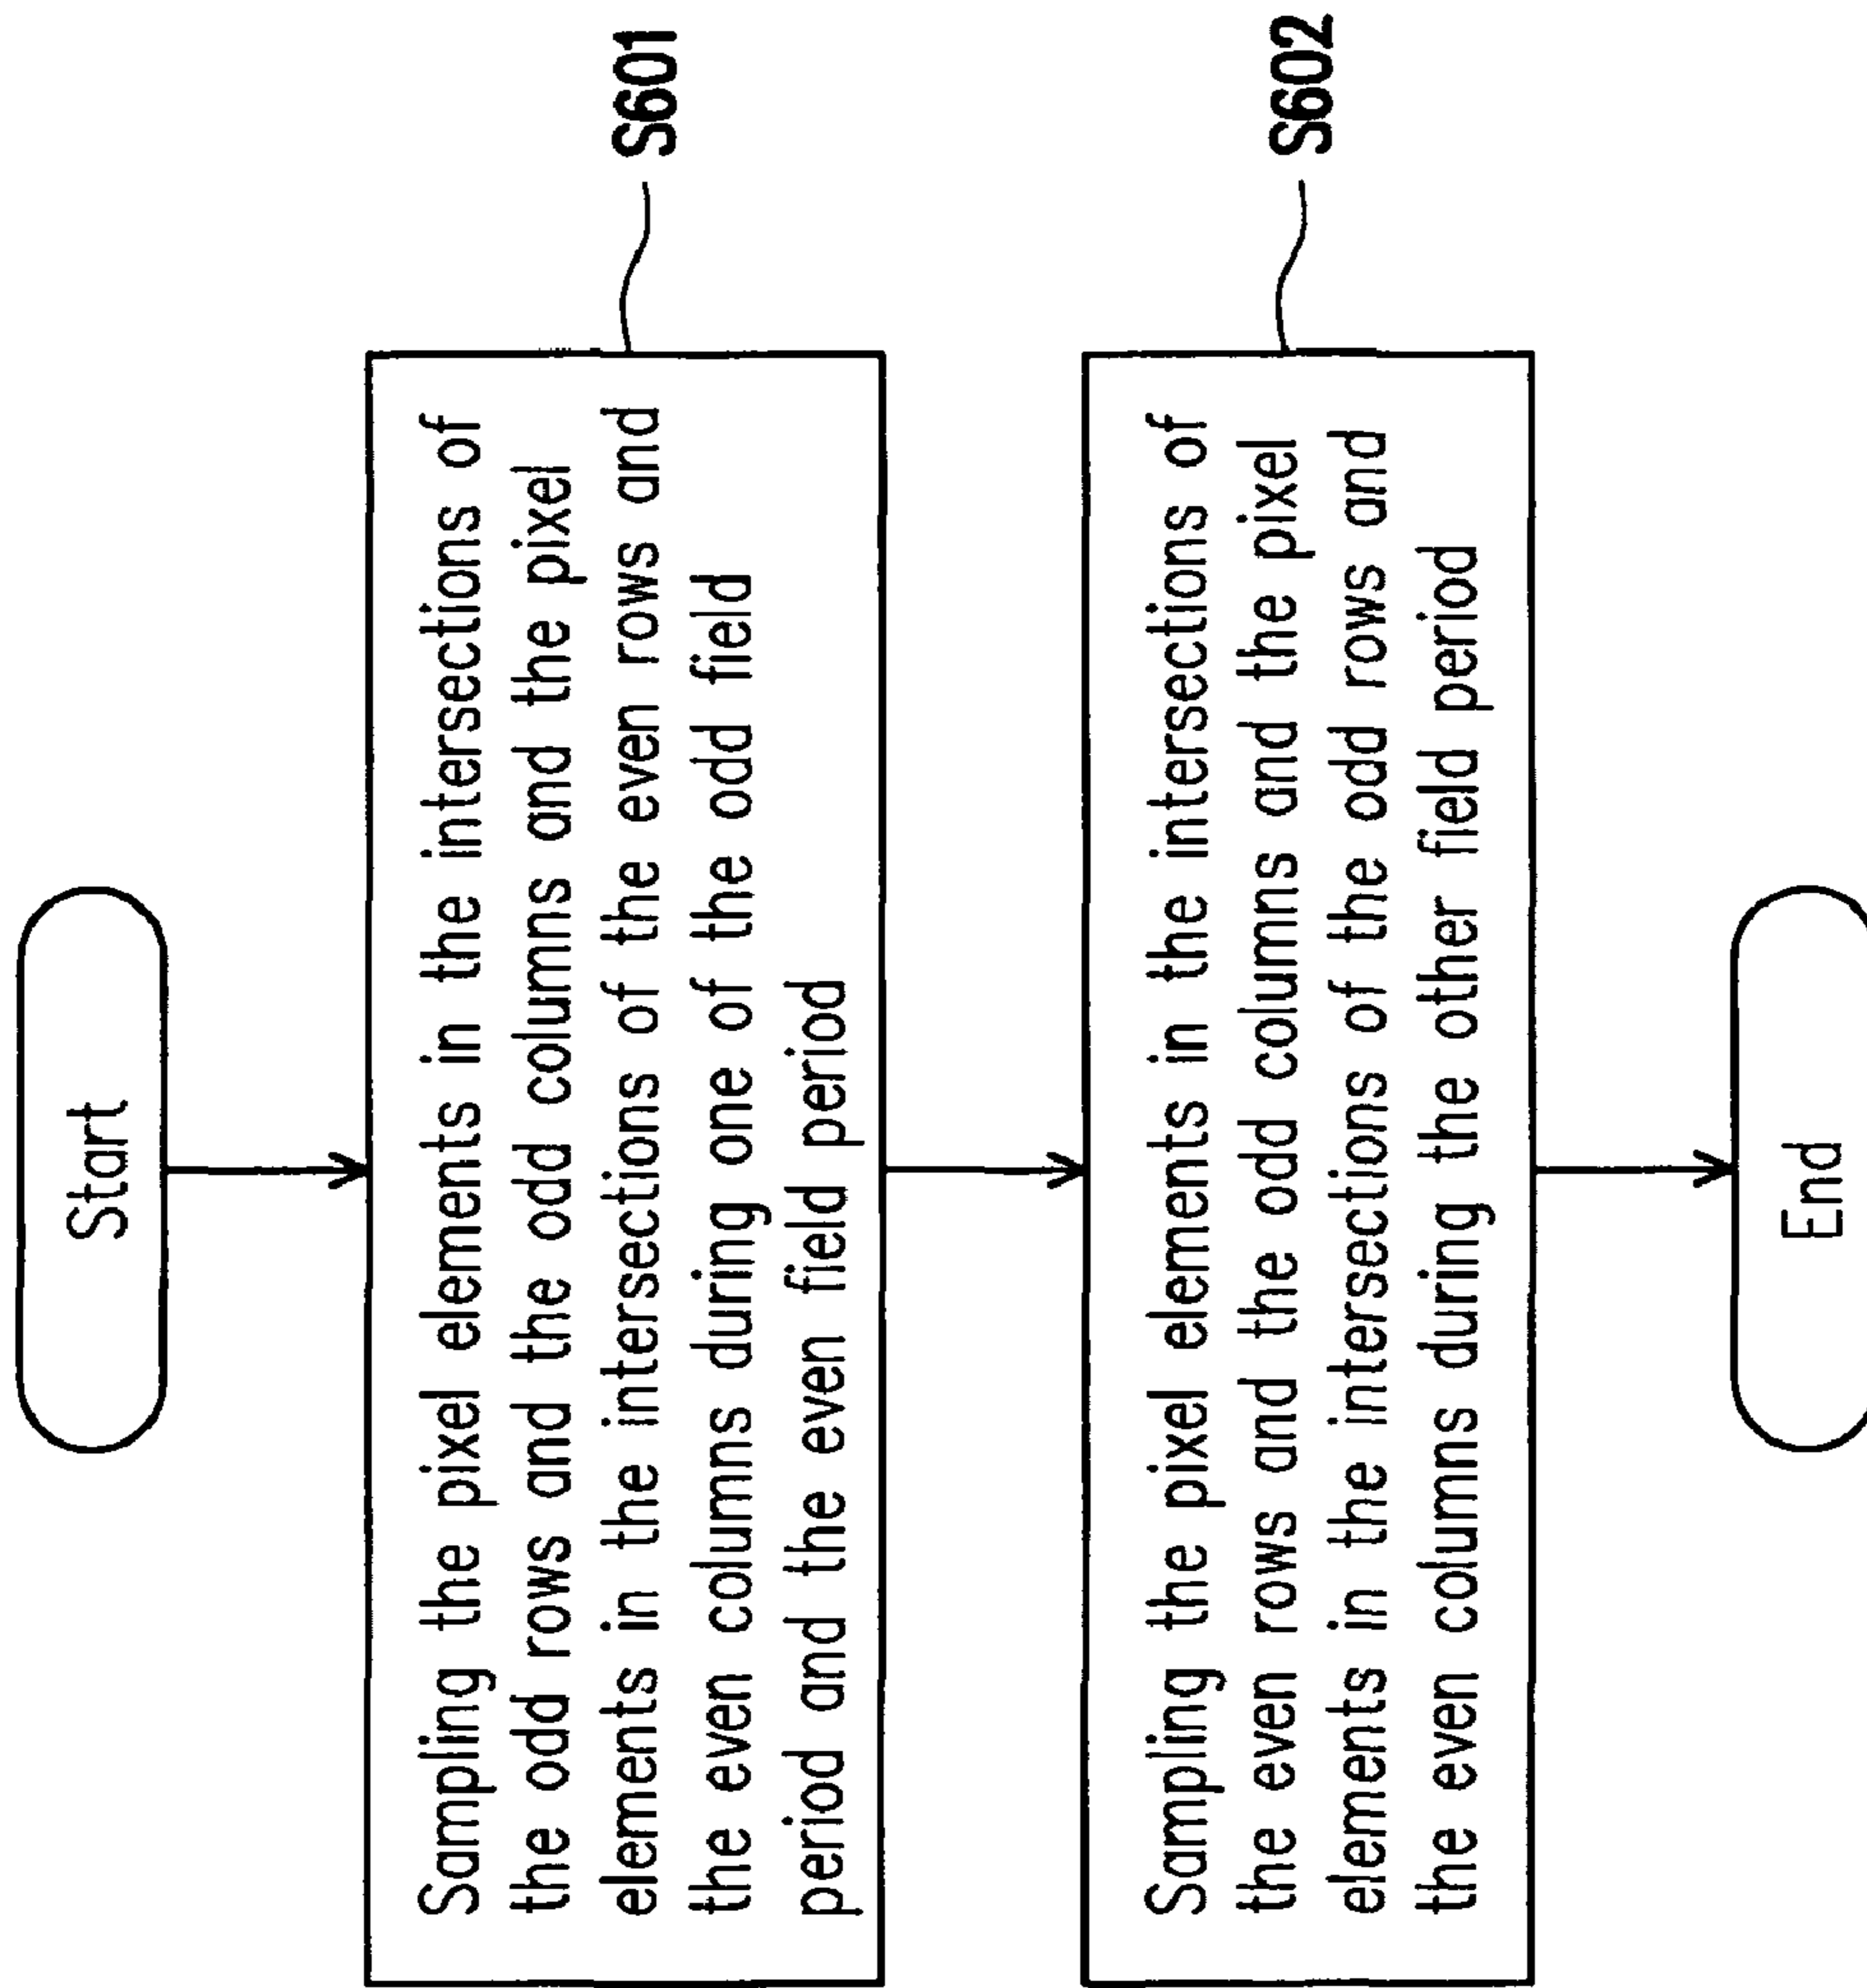 Start
Sampling the pixel elements in the intersections of
the odd rows and the odd columns and the pixel
elements in the intersections of the even rows and
the even columns during one of the odd field
period and the even field period
S601
Sampling the pixel elements in the intersections of
the even rows and the odd columns and the pixel
elements in the intersections of the odd rows and
the even columns during the other field period
S602
End